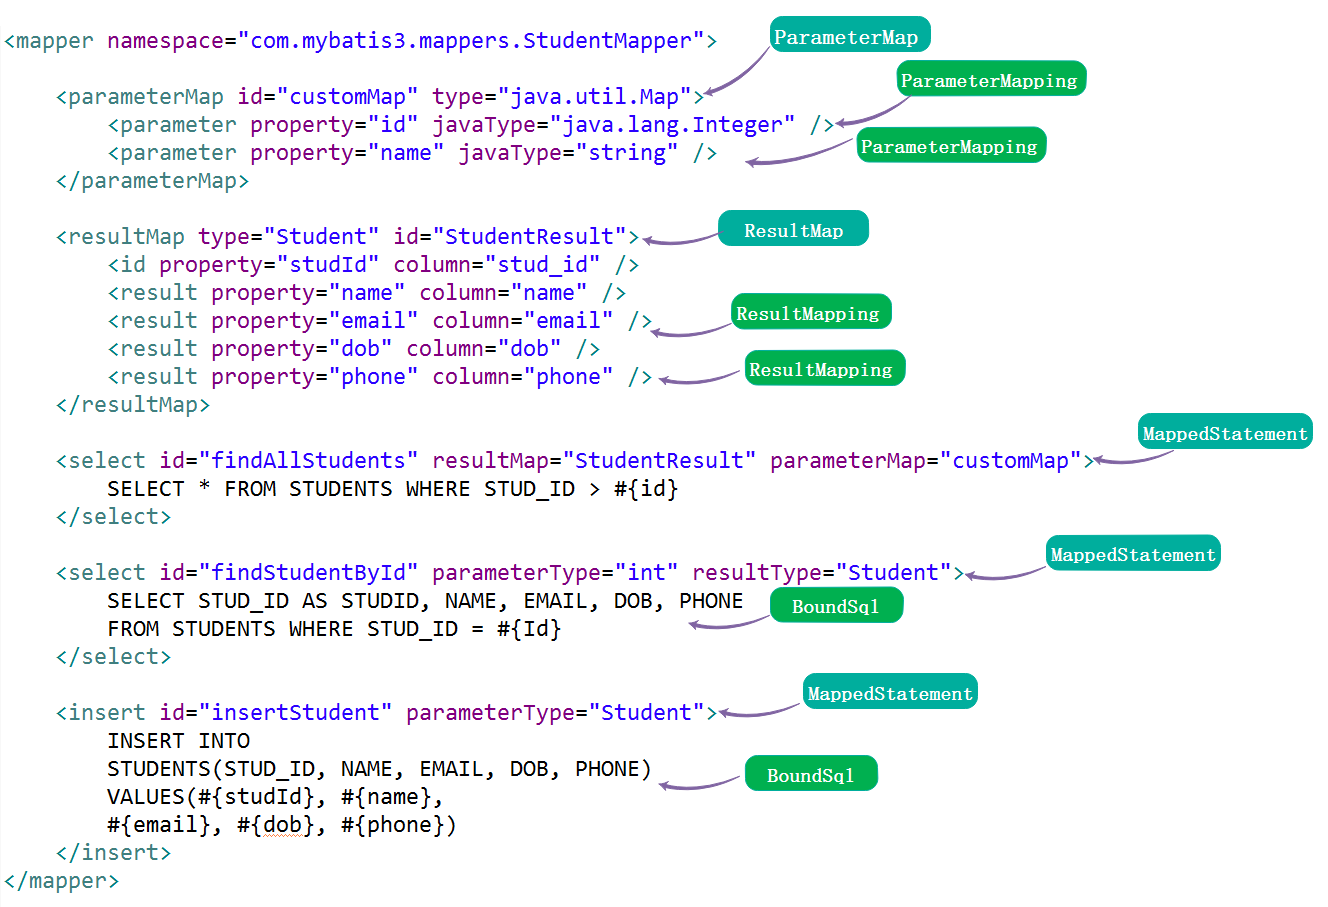 <mapper namespace="com.mybatis3.mappers.StudentMapper"> ParameterMap
<parameterMap id="customMap" type="java.util.Map"> ParameterMapping
<parameter property="id" javaType="java.lang.Integer" />
<parameter property="name" javaType="string" /> ParameterMapping
</parameterMap>
<resultMap type="Student" id="StudentResult"> ResultMap
<id property="studId" column="stud_id" />
<result property="name" column="name" />
<result property="email" column="email" /> ResultMapping
<result property="dob" column="dob" />
<result property="phone" column="phone" /> ResultMapping
</resultMap>
MappedStatement
<select id="findAllStudents" resultMap="StudentResult" parameterMap="customMap">
SELECT * FROM STUDENTS WHERE STUD_ID > #{id}
</select>
MappedStatement
<select id="findStudentById" parameterType="int" resultType="Student">
SELECT STUD_ID AS STUDID, NAME, EMAIL, DOB, PHONE BoundSql
FROM STUDENTS WHERE STUD_ID = #{Id}
</select>
MappedStatement
<insert id="insertStudent" parameterType="Student">
INSERT INTO
STUDENTS(STUD_ID, NAME, EMAIL, DOB, PHONE) BoundSql
VALUES(#{studId}, #{name},
#{email}, #{dob}, #{phone})
</insert>
</mapper>